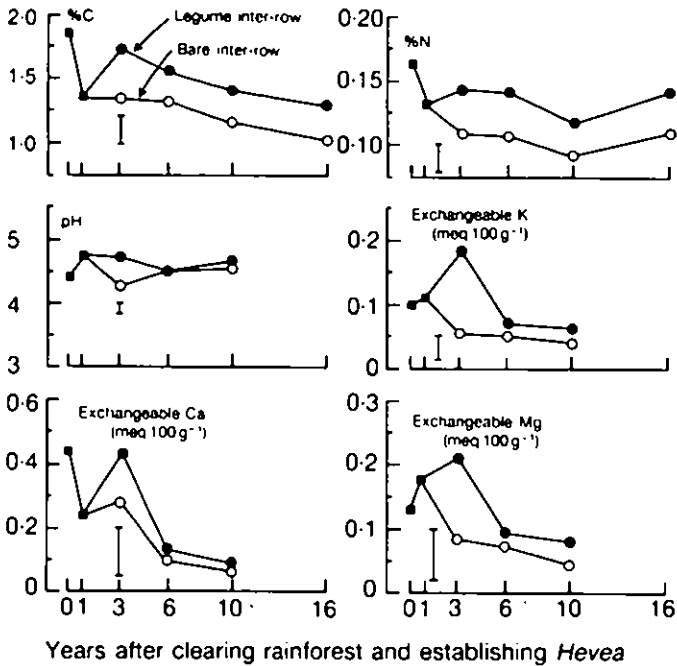 %C
Legume inter-row
Bare inter-row
2·0
1·5
1·0
%N
0·20
0·15
0·10
pH
5
4
3
Exchangeable K
(meq 100 g⁻¹)
0·2
0·1
0
Exchangeable Ca
(meq 100 g⁻¹)
0·6
0·4
0·2
0
0 1 3 6 10 16
Exchangeable Mg
(meq 100 g⁻¹)
0·3
0·2
0·1
0
0 1 3 6 10 16
Years after clearing rainforest and establishing Hevea